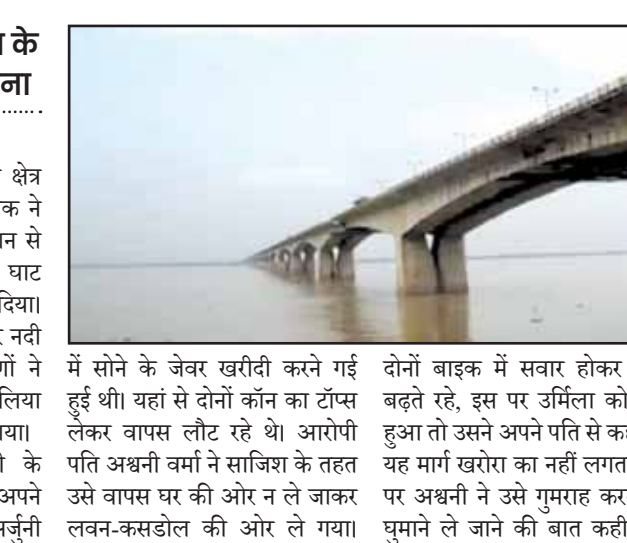 के
ना
क्षेत्र
क ने
न से
घाट
दिया।
नदी
गों ने
लिया
गया।
के
अपने
र्जुनी
में सोने के जेवर खरीदी करने गई
हुई थी। यहां से दोनों कॉन का टॉप्स
लेकर वापस लौट रहे थे। आरोपी
पति अश्वनी वर्मा ने साजिश के तहत
उसे वापस घर की ओर न ले जाकर
लवन-कसडोल की ओर ले गया।
दोनों बाइक में सवार होकर
बढ़ते रहे, इस पर उर्मिला को
हुआ तो उसने अपने पति से कह
यह मार्ग खरोरा का नहीं लगत
पर अश्वनी ने उसे गुमराह कर
घुमाने ले जाने की बात कही